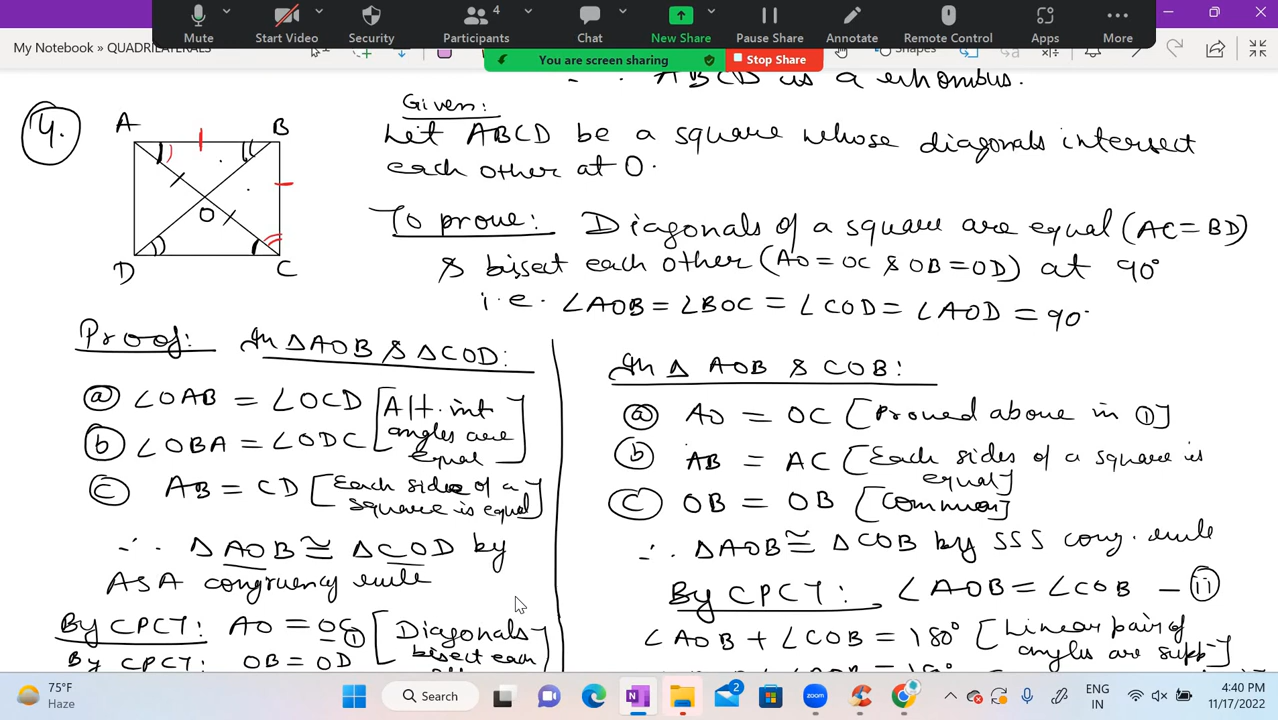 Mute
Start Video
Security
Participants
4
Chat
New Share
Pause Share
Annotate
Remote Control
Apps
More
You are screen sharing
Stop Share
My Notebook » QUADRILATERALS
Shapes
∴ ABCD is a rhombus.
4.
A
B
O
D
C
Given:
Let ABCD be a square whose diagonals intersect
each other at O.
To prove: Diagonals of a square are equal (AC = BD)
& bisect each other (AO = OC & OB = OD) at 90°
i.e. ∠AOB = ∠BOC = ∠COD = ∠AOD = 90°
Proof: In △AOB & △COD:
(a) ∠OAB = ∠OCD [Alt. int
(b) ∠OBA = ∠ODC angles are
equal]
(c) AB = CD [Each sides of a
square is equal]
∴ △AOB ≅ △COD by
ASA congruency rule
By CPCT: AO = OC (1) [Diagonals
By CPCT: OB = OD bisect each
In △ AOB & COB:
(a) AO = OC [Proved above in (1)]
(b) AB = AC [Each sides of a square is
equal]
(c) OB = OB [Common]
∴ △AOB ≅ △COB by SSS cong. rule
By CPCT: ∠AOB = ∠COB – (ii)
∠AOB + ∠COB = 180° [Linear pair of
angles are supp.]
75°F
Haze
Search
2
ENG
IN
4:40 PM
11/17/2022